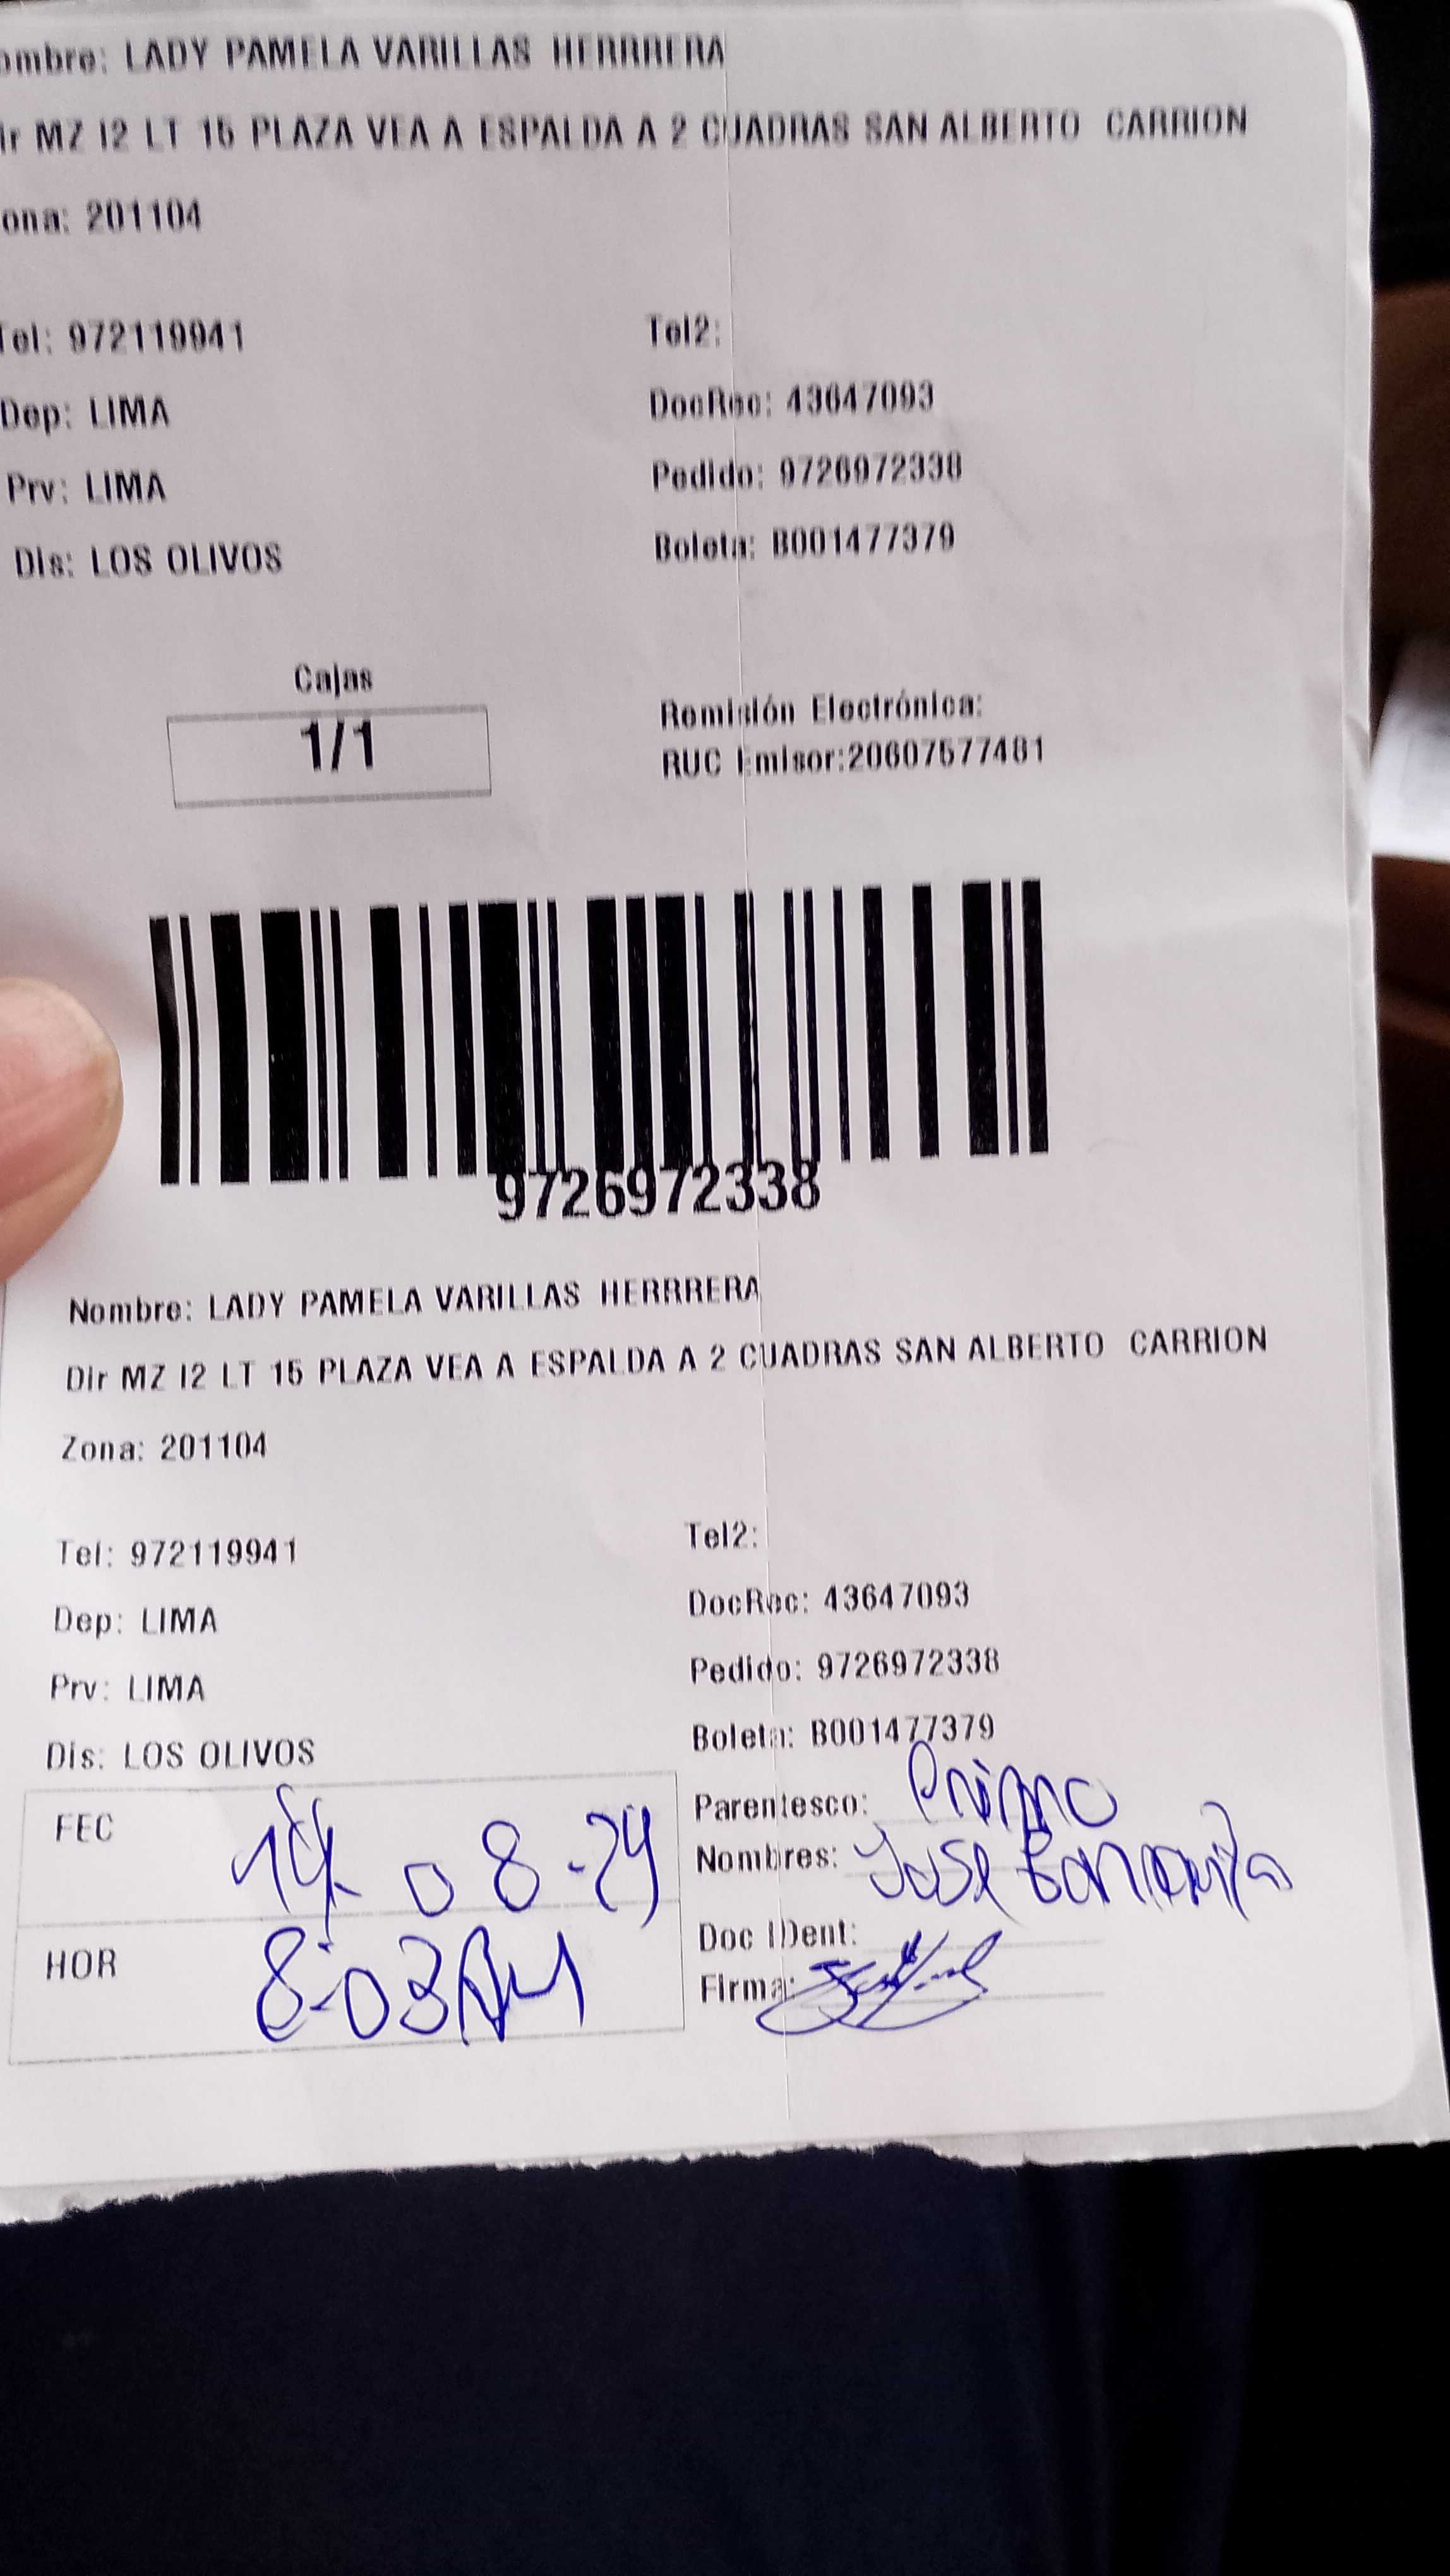 ombre: LADY PAMELA VARILLAS HERRRERA
ir MZ I2 LT 15 PLAZA VEA A ESPALDA A 2 CUADRAS SAN ALBERTO CARRION
ona: 201104
Tel: 972119941 Tel2:
Dep: LIMA DocRec: 43647093
Prv: LIMA Pedido: 9726972338
Dis: LOS OLIVOS Boleta: B001477379
Cajas
1/1
Remisión Electrónica:
RUC Emisor:20607577481
9726972338
Nombre: LADY PAMELA VARILLAS HERRRERA
Dir MZ I2 LT 15 PLAZA VEA A ESPALDA A 2 CUADRAS SAN ALBERTO CARRION
Zona: 201104
Tel: 972119941 Tel2:
Dep: LIMA DocRec: 43647093
Prv: LIMA Pedido: 9726972338
Dis: LOS OLIVOS Boleta: B001477379
FEC 14 08-24 Parentesco: Primo
Nombres: Jose
HOR 8:03AM Doc IDent:
Firma: